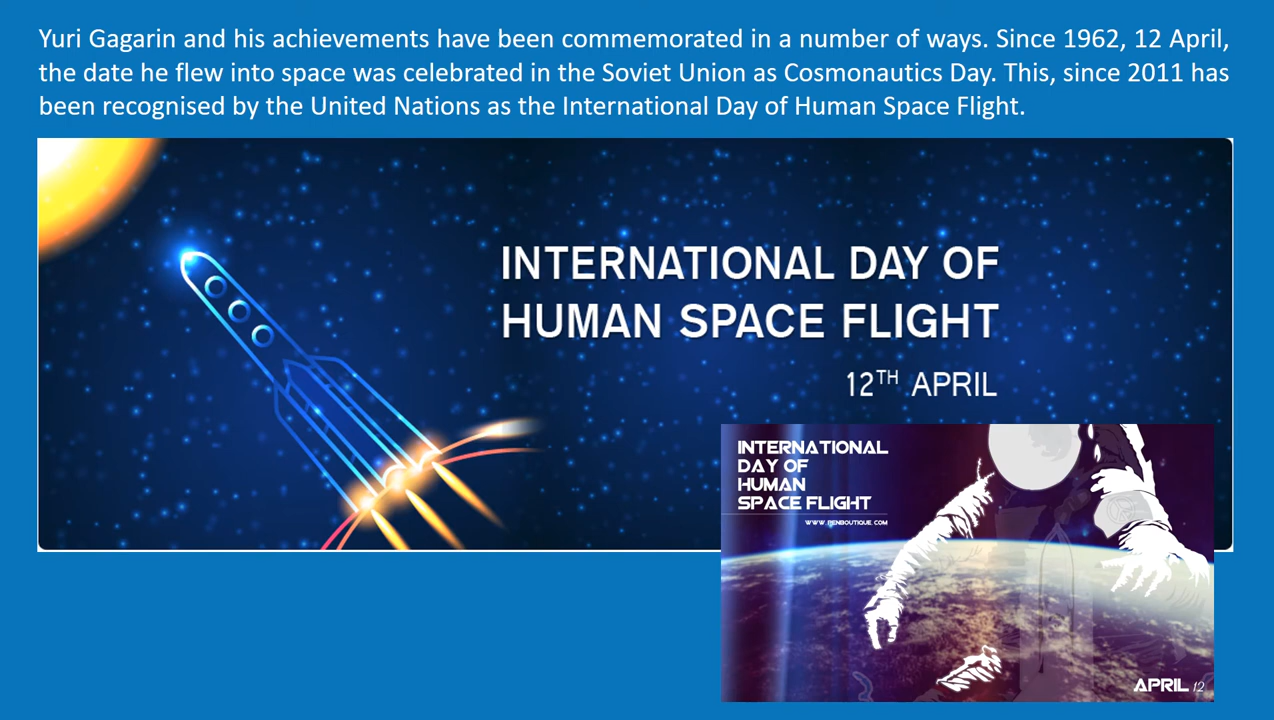 Yuri Gagarin and his achievements have been commemorated in a number of ways. Since 1962, 12 April,
the date he flew into space was celebrated in the Soviet Union as Cosmonautics Day. This, since 2011 has
been recognised by the United Nations as the International Day of Human Space Flight.
INTERNATIONAL DAY OF
HUMAN SPACE FLIGHT
12TH APRIL
INTERNATIONAL
DAY OF
HUMAN
SPACE FLIGHT
WWW.PENBOUTIQUE.COM
APRIL 12